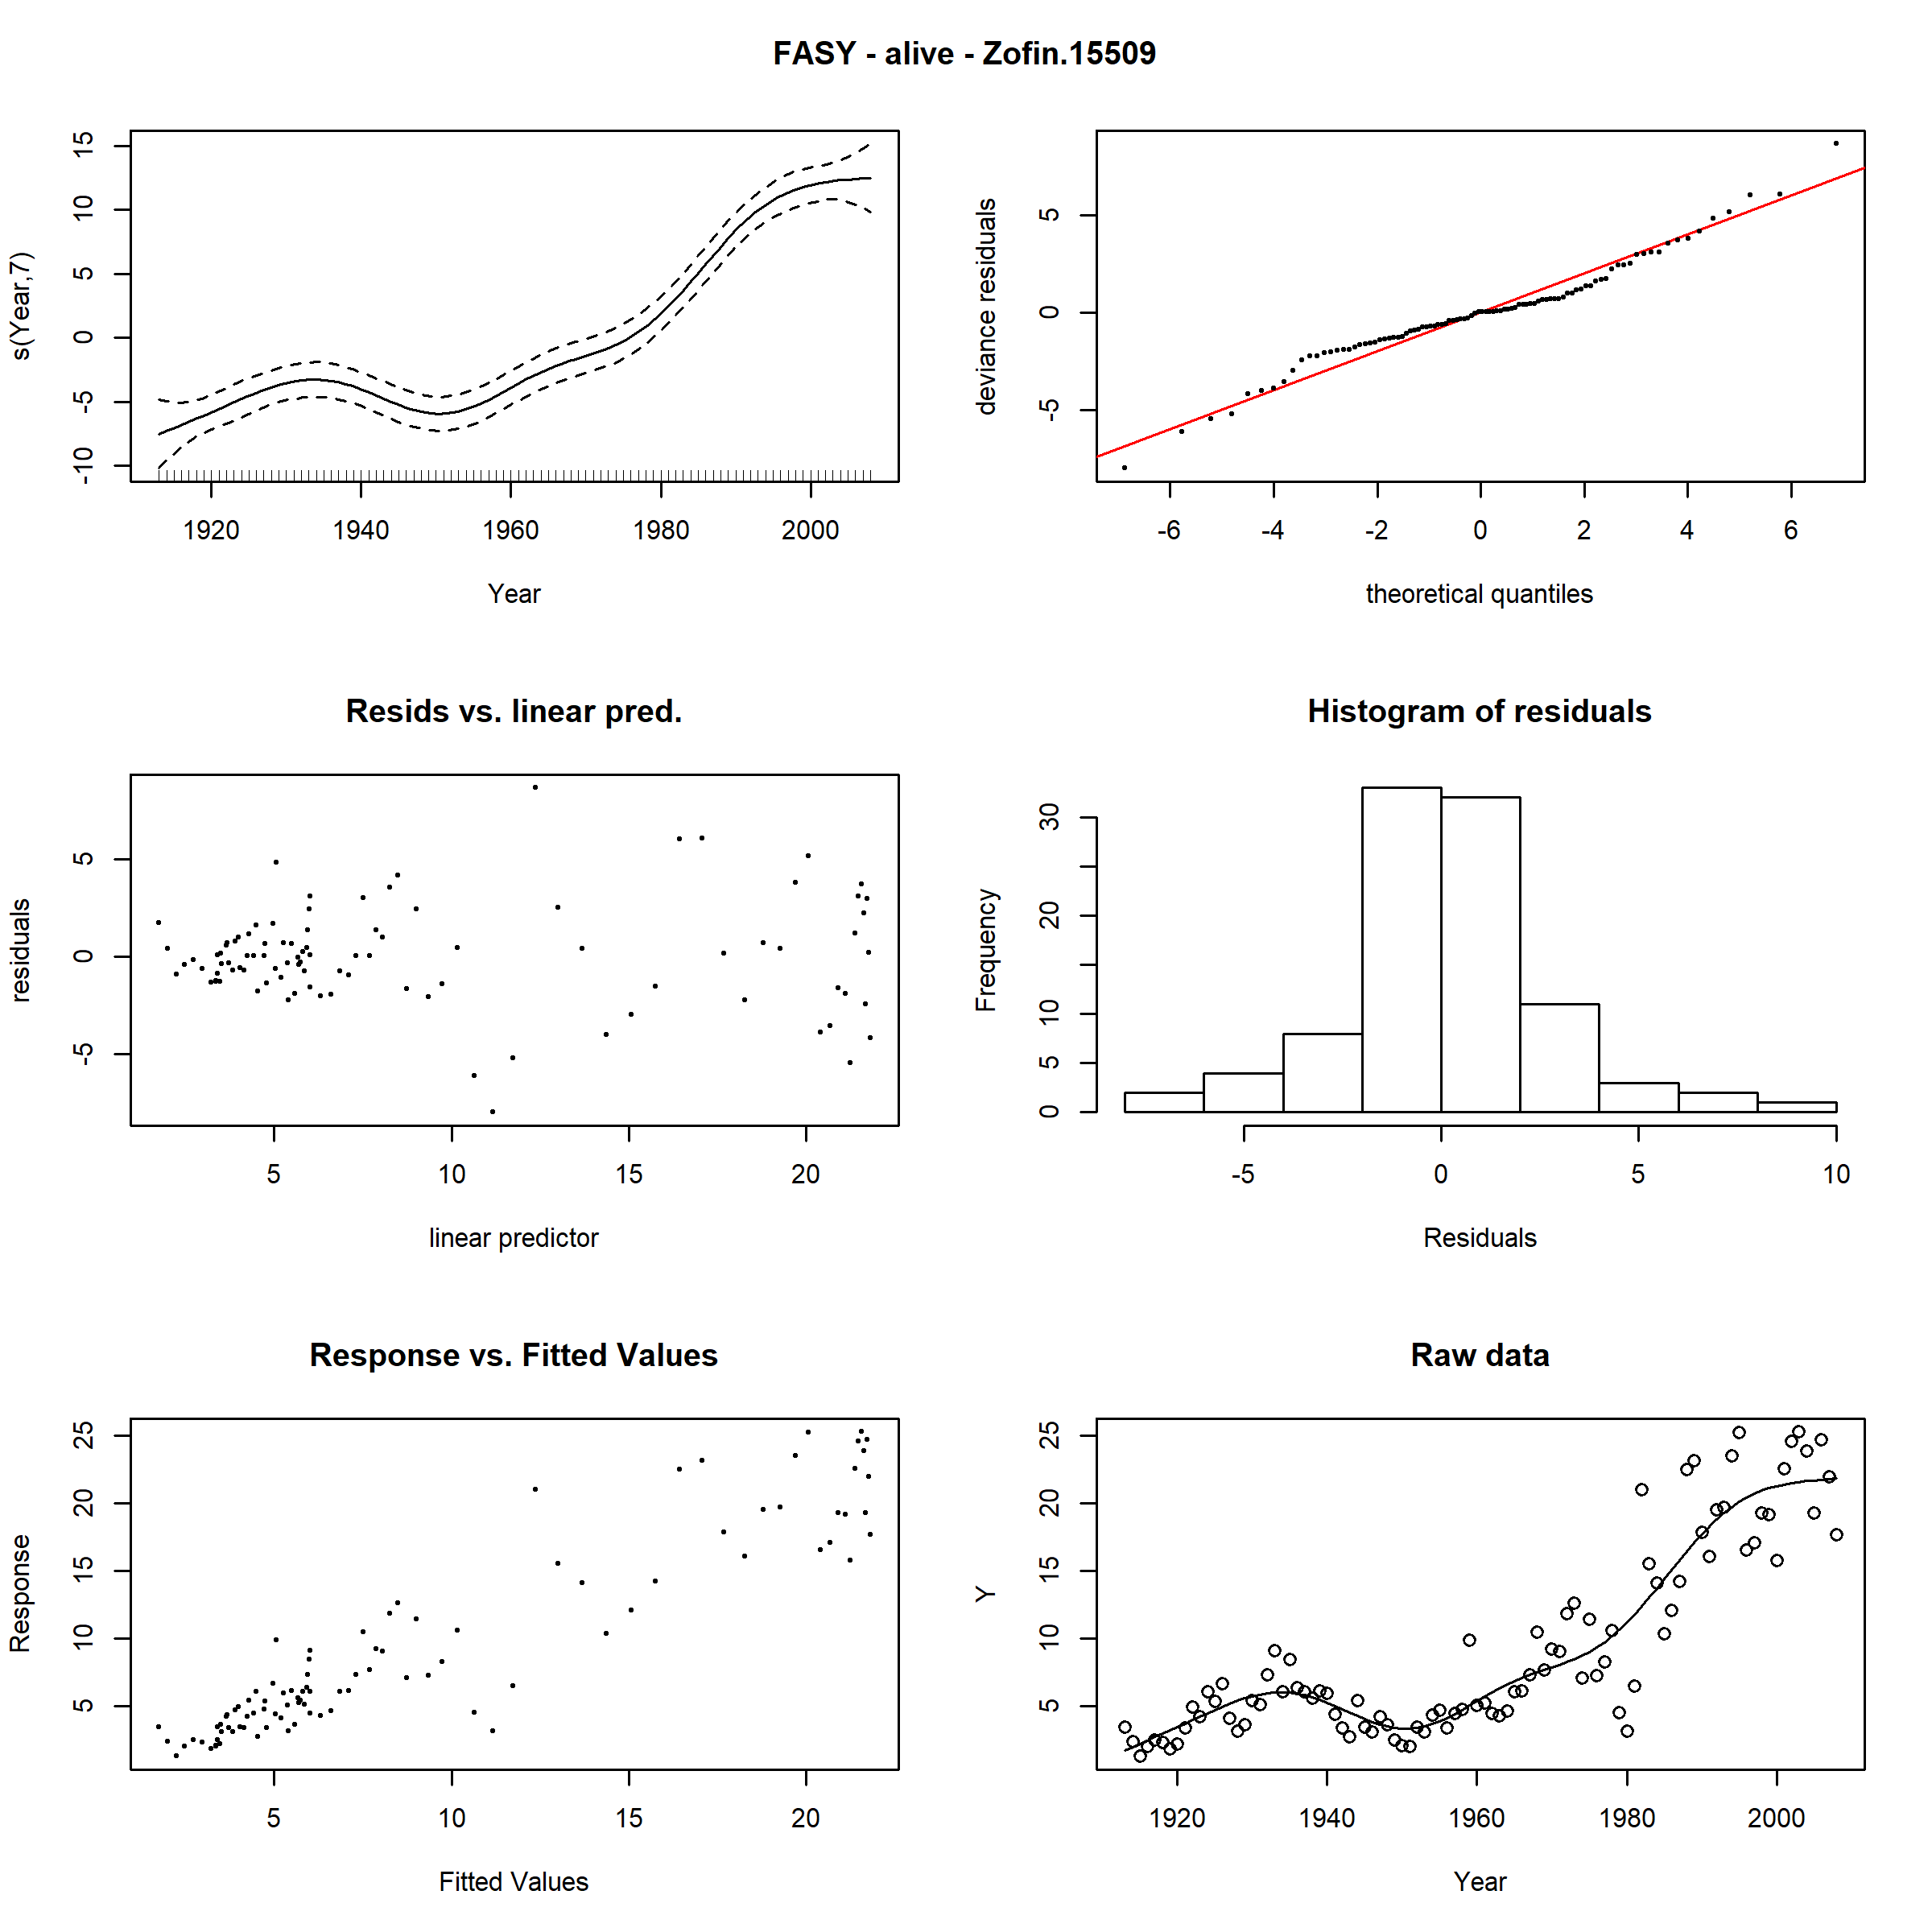 FASY - alive - Zofin.15509
s(Year,7)
15
10
5
0
-5
-10
1920 1940 1960 1980 2000
Year
deviance residuals
5
0
-5
-6 -4 -2 0 2 4 6
theoretical quantiles
Resids vs. linear pred.
residuals
5
0
-5
5 10 15 20
linear predictor
Histogram of residuals
Frequency
30
20
10
5
0
-5 0 5 10
Residuals
Response vs. Fitted Values
Response
25
20
15
10
5
5 10 15 20
Fitted Values
Raw data
Y
25
20
15
10
5
1920 1940 1960 1980 2000
Year